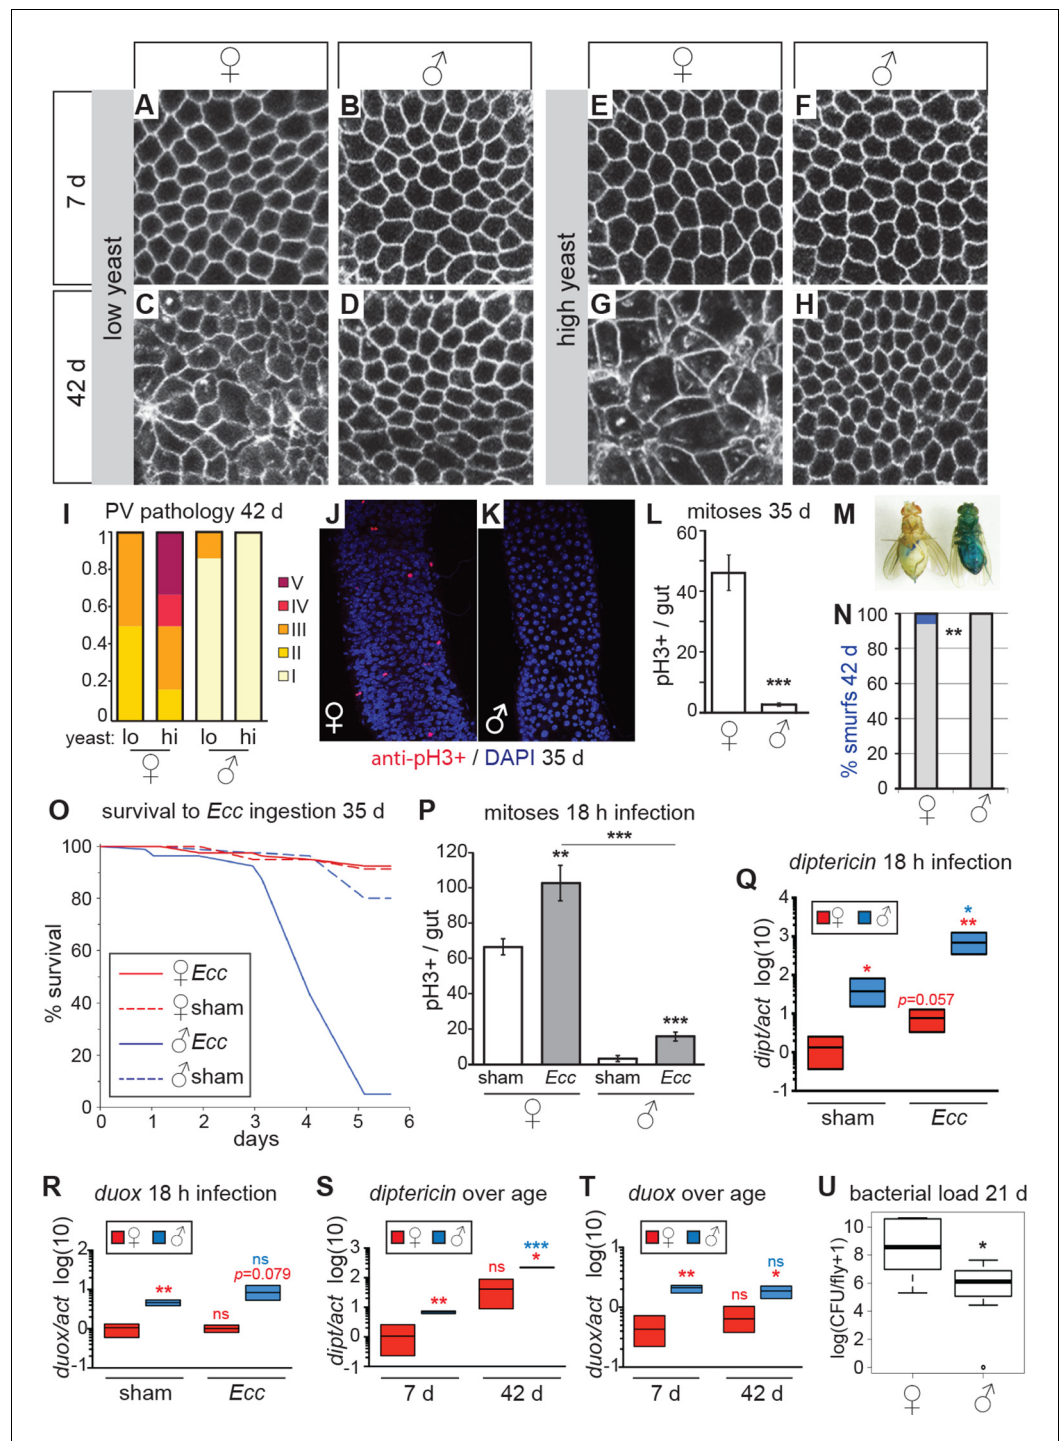 ♀ ♂ ♀ ♂
7 d
42 d
low yeast
high yeast
A B E F
C D G H
I PV pathology 42 d
1
0.8
0.6
0.4
0.2
0
V
IV
III
II
I
yeast: lo hi lo hi
♀ ♂
J K
♀ ♂
anti-pH3+ / DAPI 35 d
L mitoses 35 d
pH3+ / gut
60
40
20
0
***
♀ ♂
M
N
% smurfs 42 d
100
80
60
40
20
0
**
♀ ♂
O survival to Ecc ingestion 35 d
% survival
100
80
60
40
20
0
♀ Ecc
♀ sham
♂ Ecc
♂ sham
0 1 2 3 4 5 6
days
P mitoses 18 h infection
pH3+ / gut
120
100
80
60
40
20
0
***
**
***
sham Ecc sham Ecc
♀ ♂
Q diptericin 18 h infection
dipt/act log(10)
4
3
2
1
0
-1
♀ ♂
*
p=0.057
*
**
sham Ecc
R duox 18 h infection
duox/act log(10)
2
1
0
-1
♀ ♂
**
ns
ns
p=0.079
sham Ecc
S diptericin over age
dipt/act log(10)
3
2
1
0
-1
♀ ♂
**
ns
***
*
7 d 42 d
T duox over age
duox/act log(10)
1
0
-1
♀ ♂
**
ns
ns
*
7 d 42 d
U bacterial load 21 d
log(CFU/fly+1)
10
8
6
4
2
0
*
♀ ♂